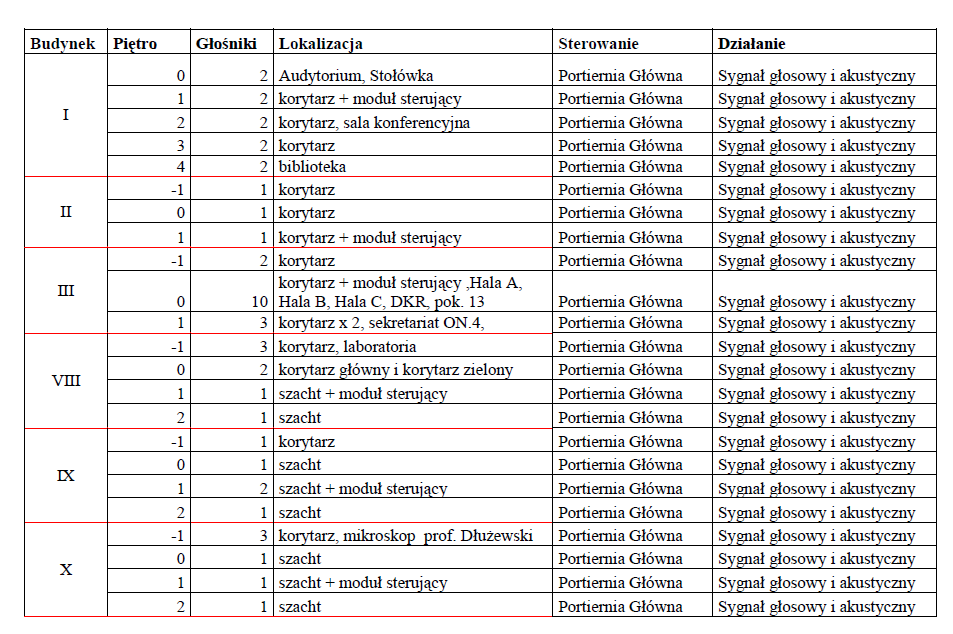 Budynek Piętro Głośniki Lokalizacja Sterowanie Działanie
I
0 2 Audytorium, Stołówka Portiernia Główna Sygnał głosowy i akustyczny
1 2 korytarz + moduł sterujący Portiernia Główna Sygnał głosowy i akustyczny
2 2 korytarz, sala konferencyjna Portiernia Główna Sygnał głosowy i akustyczny
3 2 korytarz Portiernia Główna Sygnał głosowy i akustyczny
4 2 biblioteka Portiernia Główna Sygnał głosowy i akustyczny
II
-1 1 korytarz Portiernia Główna Sygnał głosowy i akustyczny
0 1 korytarz Portiernia Główna Sygnał głosowy i akustyczny
1 1 korytarz + moduł sterujący Portiernia Główna Sygnał głosowy i akustyczny
III
-1 2 korytarz Portiernia Główna Sygnał głosowy i akustyczny
korytarz + moduł sterujący ,Hala A,
0 10 Hala B, Hala C, DKR, pok. 13 Portiernia Główna Sygnał głosowy i akustyczny
1 3 korytarz x 2, sekretariat ON.4, Portiernia Główna Sygnał głosowy i akustyczny
VIII
-1 3 korytarz, laboratoria Portiernia Główna Sygnał głosowy i akustyczny
0 2 korytarz główny i korytarz zielony Portiernia Główna Sygnał głosowy i akustyczny
1 1 szacht + moduł sterujący Portiernia Główna Sygnał głosowy i akustyczny
2 1 szacht Portiernia Główna Sygnał głosowy i akustyczny
IX
-1 1 korytarz Portiernia Główna Sygnał głosowy i akustyczny
0 1 szacht Portiernia Główna Sygnał głosowy i akustyczny
1 2 szacht + moduł sterujący Portiernia Główna Sygnał głosowy i akustyczny
2 1 szacht Portiernia Główna Sygnał głosowy i akustyczny
X
-1 3 korytarz, mikroskop prof. Dłużewski Portiernia Główna Sygnał głosowy i akustyczny
0 1 szacht Portiernia Główna Sygnał głosowy i akustyczny
1 1 szacht + moduł sterujący Portiernia Główna Sygnał głosowy i akustyczny
2 1 szacht Portiernia Główna Sygnał głosowy i akustyczny